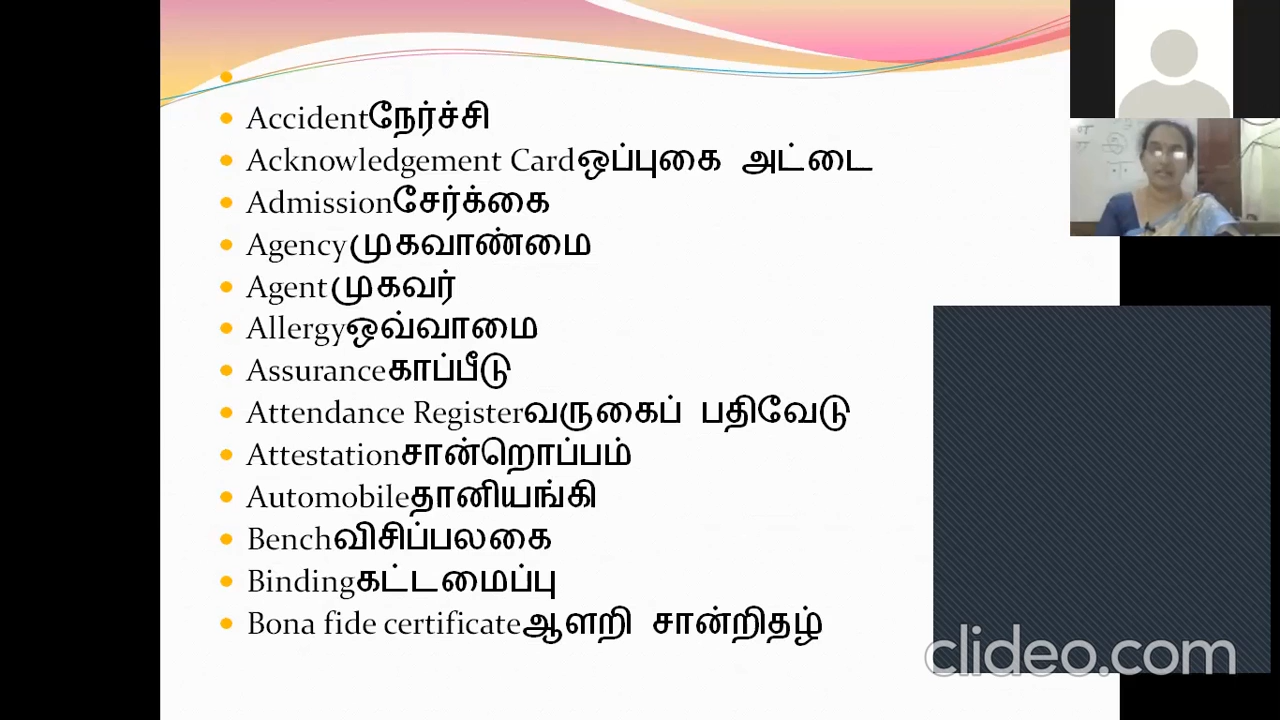 Accidentநேர்ச்சி
Acknowledgement Cardஒப்புகை அட்டை
Admissionசேர்க்கை
Agencyமுகவாண்மை
Agentமுகவர்
Allergyஒவ்வாமை
Assuranceகாப்பீடு
Attendance Registerவருகைப் பதிவேடு
Attestationசான்றொப்பம்
Automobileதானியங்கி
Benchவிசிப்பலகை
Bindingகட்டமைப்பு
Bona fide certificateஆளறி சான்றிதழ்
clideo.com